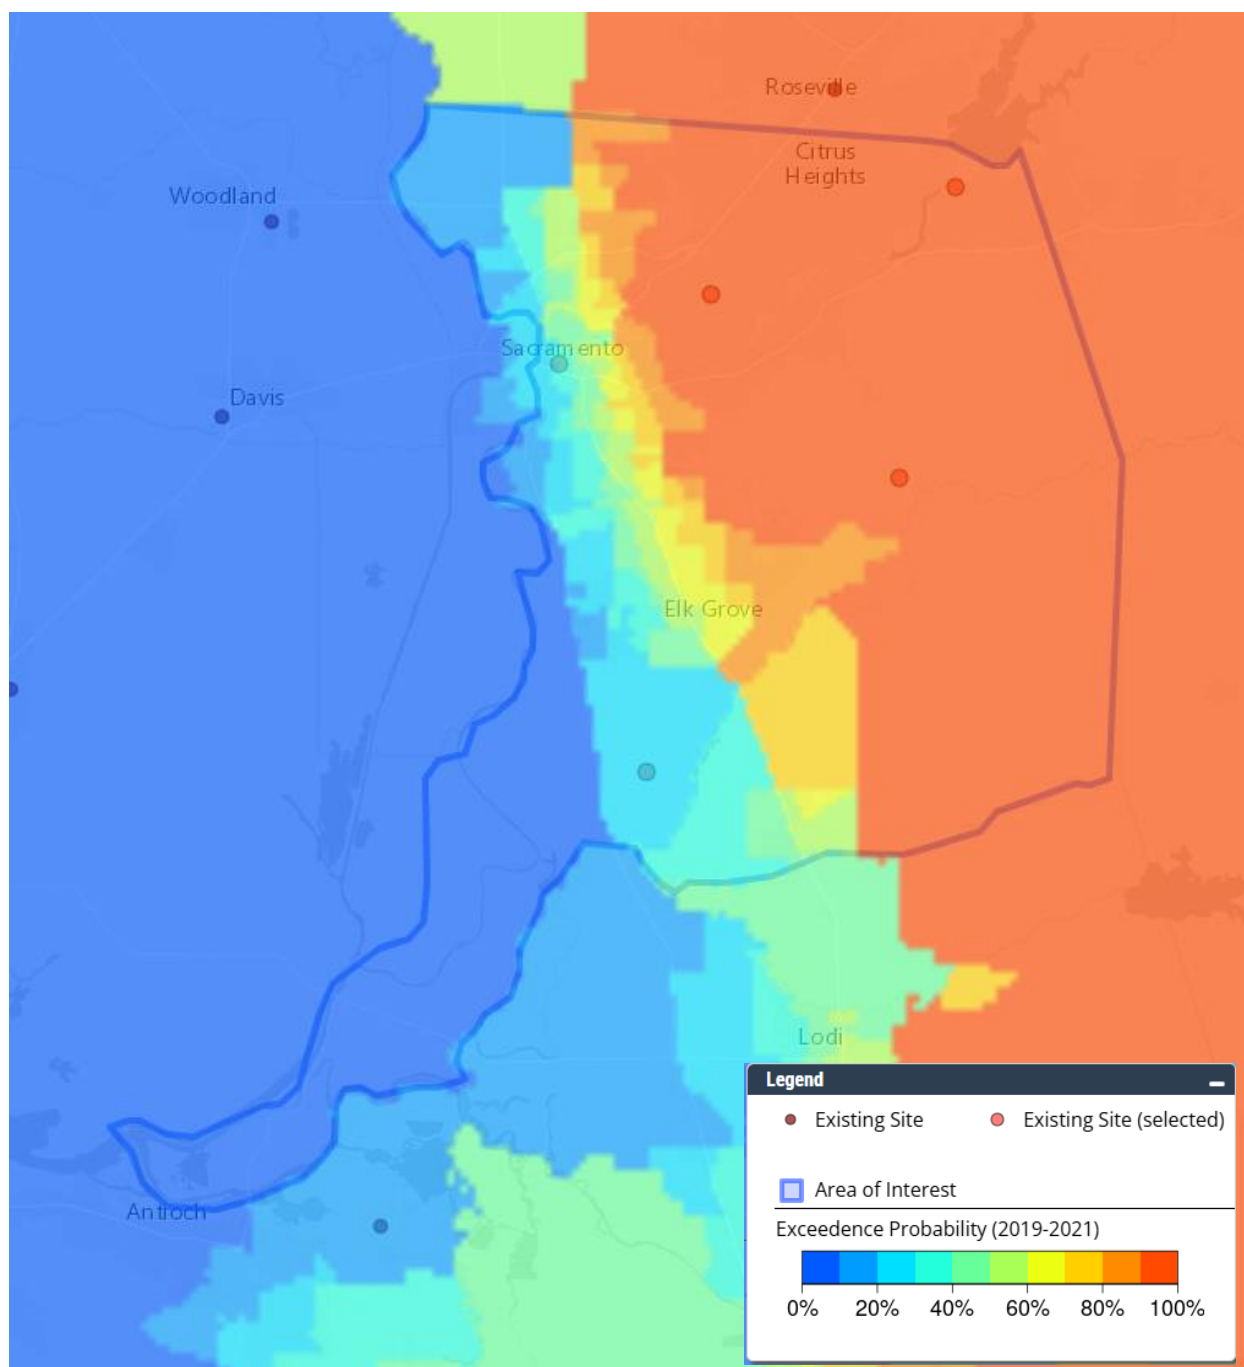 Roseville
Citrus
Heights
Woodland
Sacramento
Davis
Elk Grove
Lodi
Antioch
Legend
Existing Site
Existing Site (selected)
Area of Interest
Exceedence Probability (2019-2021)
0% 20% 40% 60% 80% 100%